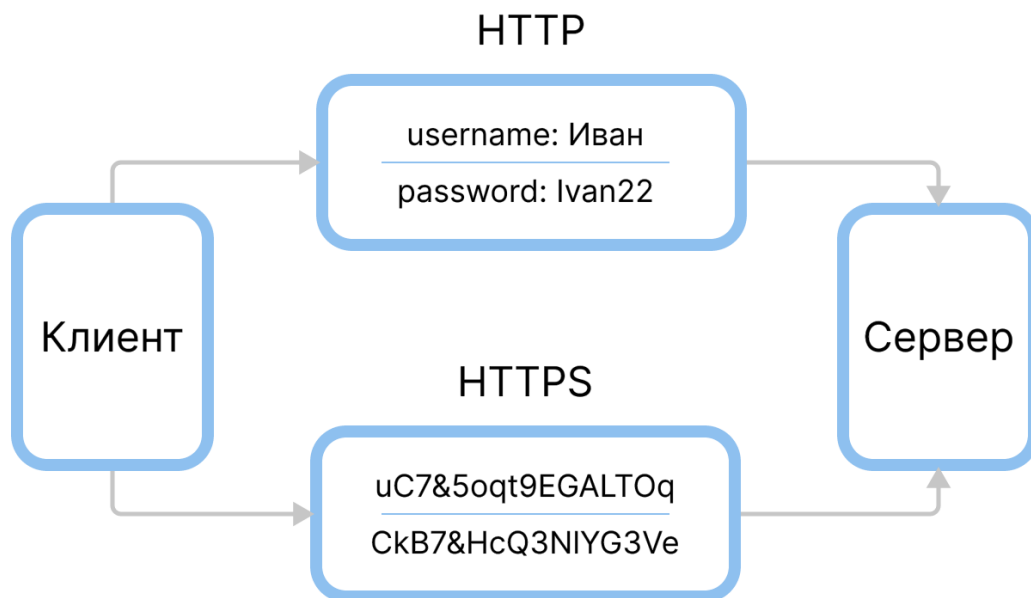 HTTP
username: Иван
password: Ivan22
Клиент
Сервер
HTTPS
uC7&5oqt9EGALTOq
CkB7&HcQ3NlYG3Ve